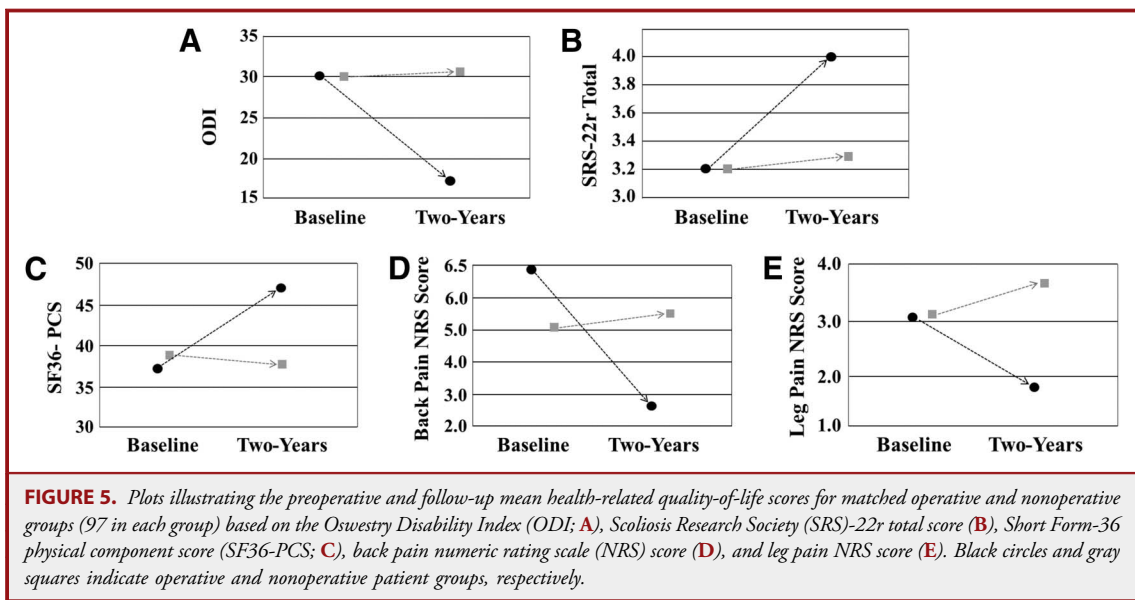 A
35
30
25
20
15
ODI
Baseline Two-Years
B
4.0
3.8
3.6
3.4
3.2
3.0
SRS-22r Total
Baseline Two-Years
C
50
45
40
35
30
SF36- PCS
Baseline Two-Years
D
6.5
6.0
5.0
4.0
3.0
2.0
Back Pain NRS Score
Baseline Two-Years
E
4.0
3.0
2.0
1.0
Leg Pain NRS Score
Baseline Two-Years
FIGURE 5. Plots illustrating the preoperative and follow-up mean health-related quality-of-life scores for matched operative and nonoperative
groups (97 in each group) based on the Oswestry Disability Index (ODI; A), Scoliosis Research Society (SRS)-22r total score (B), Short Form-36
physical component score (SF36-PCS; C), back pain numeric rating scale (NRS) score (D), and leg pain NRS score (E). Black circles and gray
squares indicate operative and nonoperative patient groups, respectively.